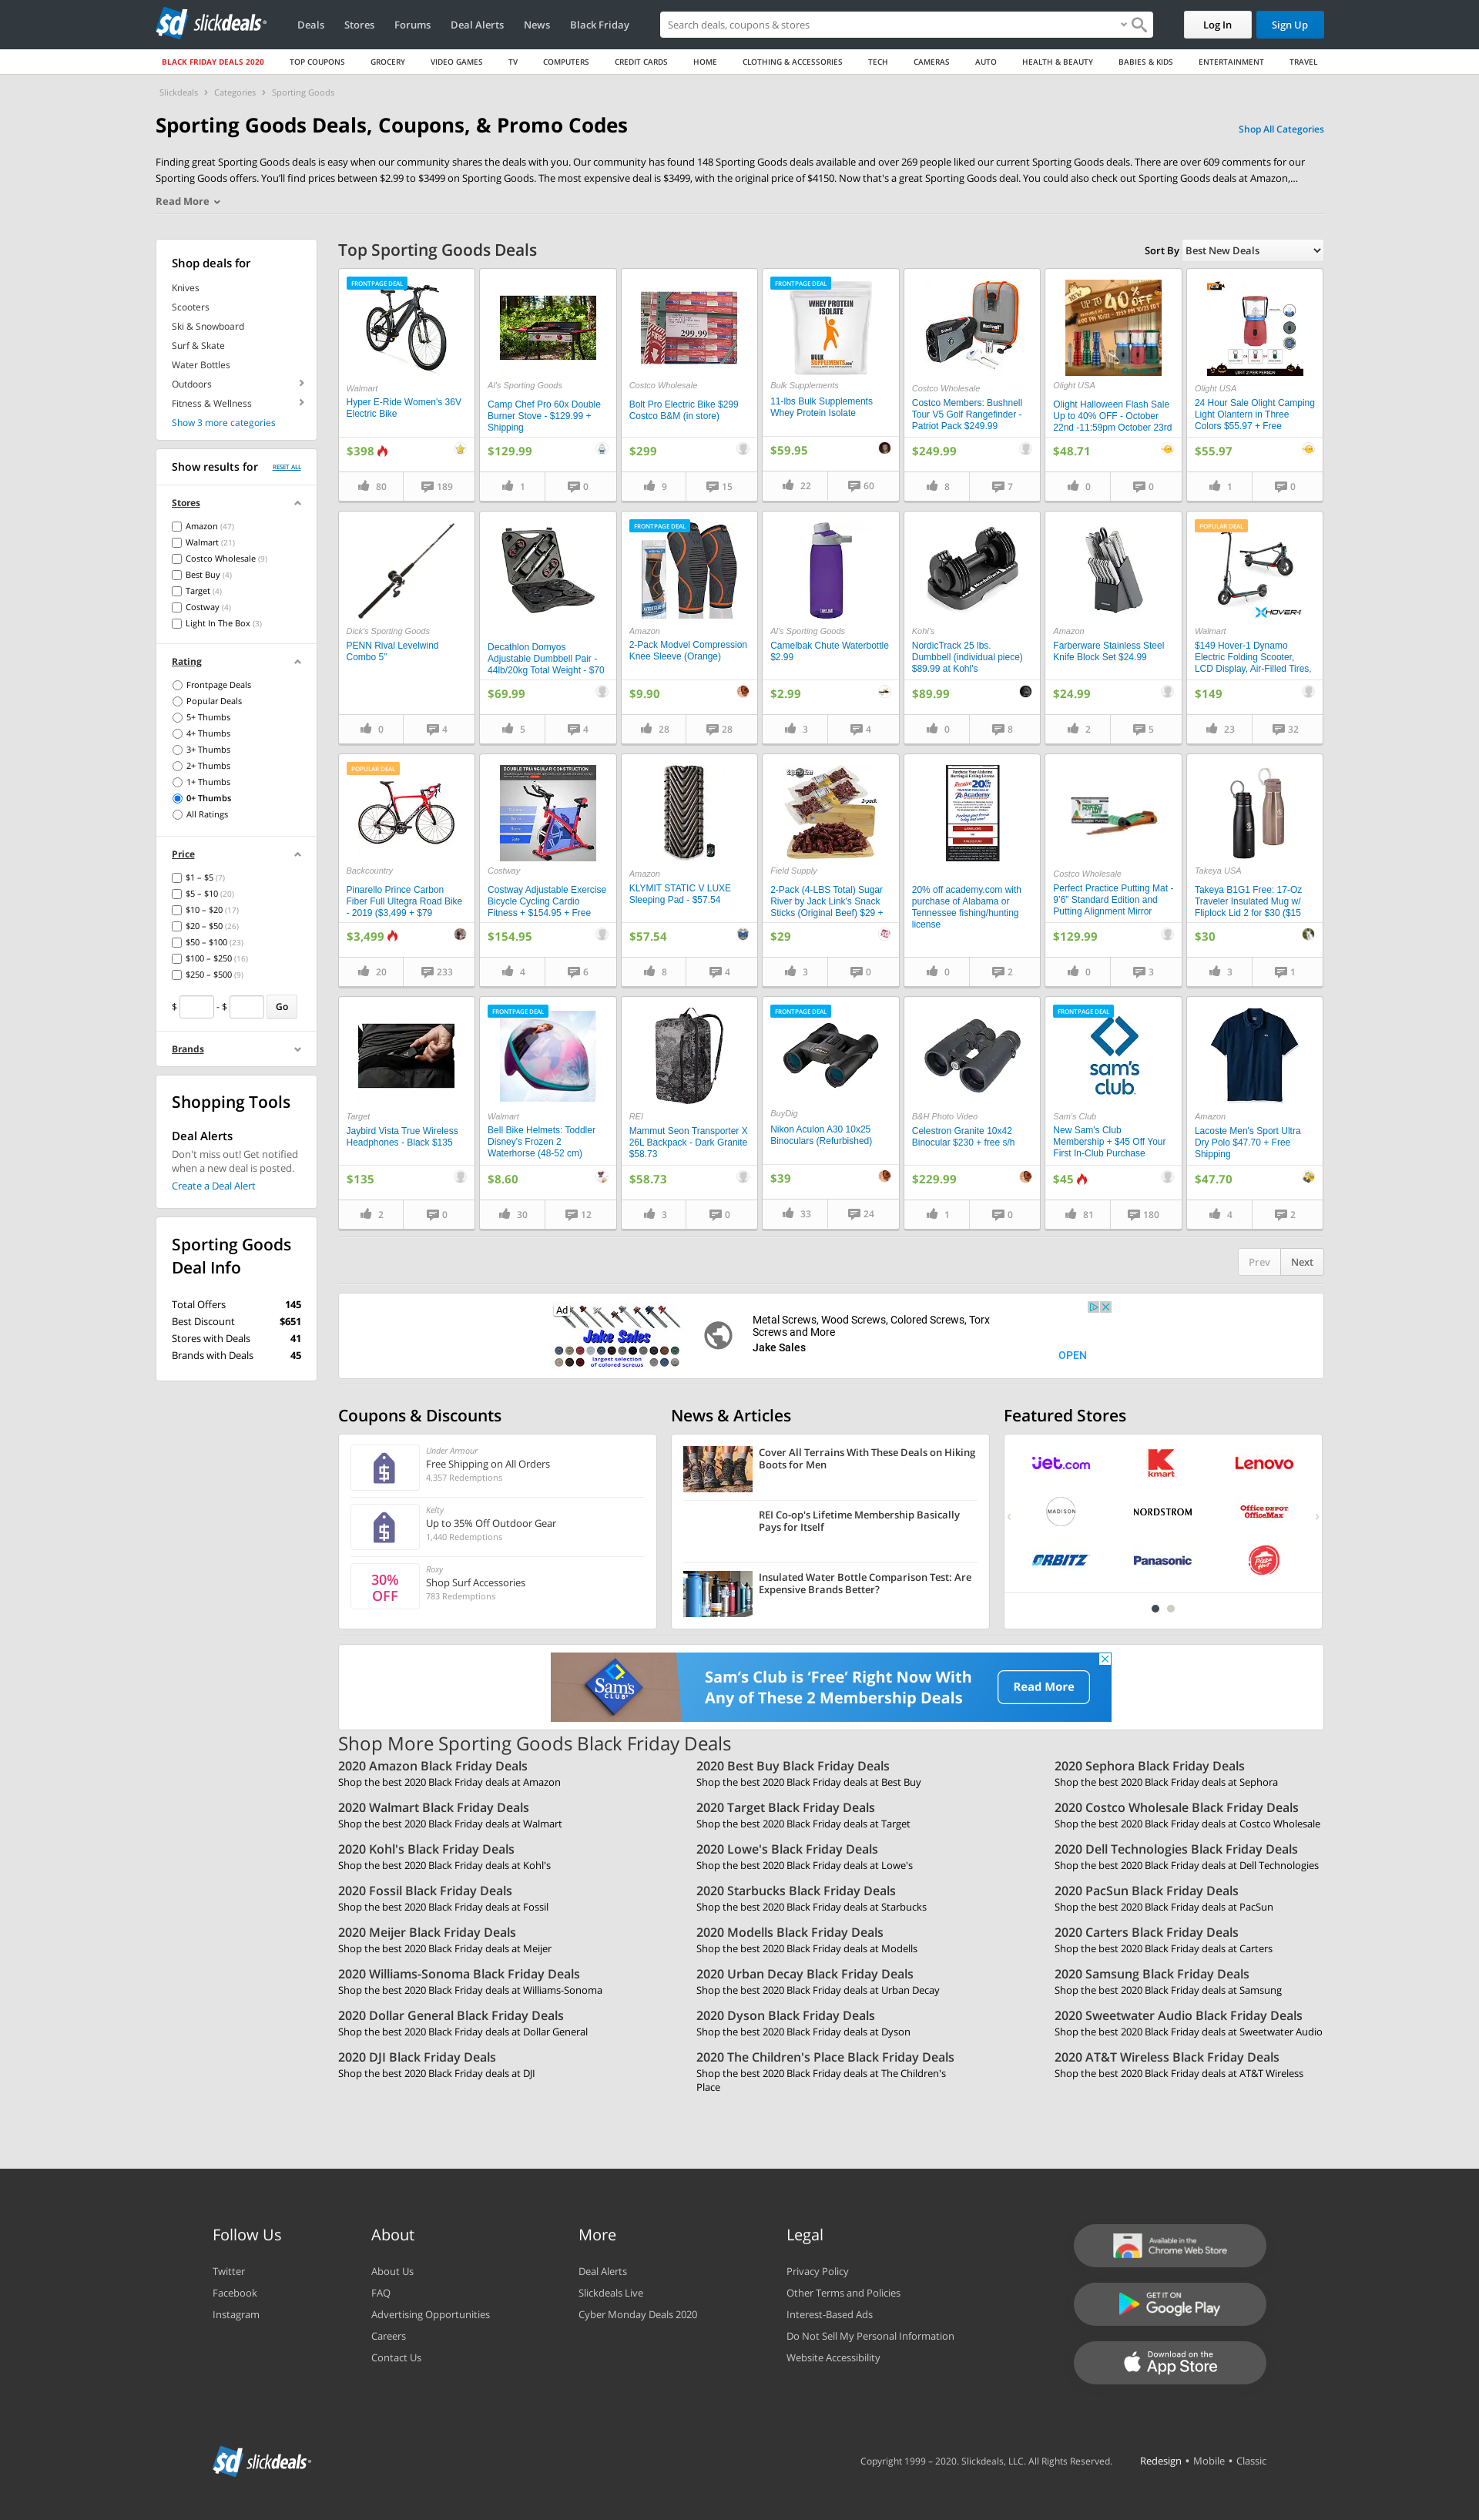 sd slickdeals
Deals
Stores
Forums
Deal Alerts
News
Black Friday
Search deals, coupons & stores
Log In
Sign Up
BLACK FRIDAY DEALS 2020
TOP COUPONS
GROCERY
VIDEO GAMES
TV
COMPUTERS
CREDIT CARDS
HOME
CLOTHING & ACCESSORIES
TECH
CAMERAS
AUTO
HEALTH & BEAUTY
BABIES & KIDS
ENTERTAINMENT
TRAVEL
Slickdeals > Categories > Sporting Goods
Sporting Goods Deals, Coupons, & Promo Codes
Shop All Categories
Finding great Sporting Goods deals is easy when our community shares the deals with you. Our community has found 148 Sporting Goods deals available and over 269 people liked our current Sporting Goods deals. There are over 609 comments for our
Sporting Goods offers. You'll find prices between $2.99 to $3499 on Sporting Goods. The most expensive deal is $3499, with the original price of $4150. Now that's a great Sporting Goods deal. You could also check out Sporting Goods deals at Amazon,...
Read More
Shop deals for
Knives
Scooters
Ski & Snowboard
Surf & Skate
Water Bottles
Outdoors
Fitness & Wellness
Show 3 more categories
Show results for
RESET ALL
Stores
Amazon (47)
Walmart (21)
Costco Wholesale (9)
Best Buy (4)
Target (4)
Costway (4)
Light In The Box (3)
Rating
Frontpage Deals
Popular Deals
5+ Thumbs
4+ Thumbs
3+ Thumbs
2+ Thumbs
1+ Thumbs
0+ Thumbs
All Ratings
Price
$1 – $5 (7)
$5 – $10 (20)
$10 – $20 (17)
$20 – $50 (26)
$50 – $100 (23)
$100 – $250 (16)
$250 – $500 (9)
$ - $ Go
Brands
Shopping Tools
Deal Alerts
Don't miss out! Get notified
when a new deal is posted.
Create a Deal Alert
Sporting Goods
Deal Info
Total Offers 145
Best Discount $651
Stores with Deals 41
Brands with Deals 45
Top Sporting Goods Deals
Sort By Best New Deals
FRONTPAGE DEAL
Walmart
Hyper E-Ride Women's 36V
Electric Bike
$398
80 189
Al's Sporting Goods
Camp Chef Pro 60x Double
Burner Stove - $129.99 +
Shipping
$129.99
1 0
299.99
Costco Wholesale
Bolt Pro Electric Bike $299
Costco B&M (in store)
$299
9 15
FRONTPAGE DEAL
WHEY PROTEIN
ISOLATE
BULK
SUPPLEMENTS
Bulk Supplements
11-lbs Bulk Supplements
Whey Protein Isolate
$59.95
22 60
Bushnell
Costco Wholesale
Costco Members: Bushnell
Tour V5 Golf Rangefinder -
Patriot Pack $249.99
$249.99
8 7
UP TO 40%
OFF
Olight USA
Olight Halloween Flash Sale
Up to 40% OFF - October
22nd -11:59pm October 23rd
$48.71
0 0
LIMIT 2 PER PERSON
Olight USA
24 Hour Sale Olight Camping
Light Olantern in Three
Colors $55.97 + Free
$55.97
1 0
Dick's Sporting Goods
PENN Rival Levelwind
Combo 5"
0 4
Decathlon Domyos
Adjustable Dumbbell Pair -
44lb/20kg Total Weight - $70
$69.99
5 4
FRONTPAGE DEAL
Amazon
2-Pack Modvel Compression
Knee Sleeve (Orange)
$9.90
28 28
CAMELBAK
Al's Sporting Goods
Camelbak Chute Waterbottle
$2.99
$2.99
3 4
Kohl's
NordicTrack 25 lbs.
Dumbbell (individual piece)
$89.99 at Kohl's
$89.99
0 8
Amazon
Farberware Stainless Steel
Knife Block Set $24.99
$24.99
2 5
POPULAR DEAL
HOVER-1
Walmart
$149 Hover-1 Dynamo
Electric Folding Scooter,
LCD Display, Air-Filled Tires,
$149
23 32
POPULAR DEAL
Backcountry
Pinarello Prince Carbon
Fiber Full Ultegra Road Bike
- 2019 ($3,499 + $79
$3,499
20 233
DOUBLE TRIANGULAR CONSTRUCTION
Costway
Costway Adjustable Exercise
Bicycle Cycling Cardio
Fitness + $154.95 + Free
$154.95
4 6
Amazon
KLYMIT STATIC V LUXE
Sleeping Pad - $57.54
$57.54
8 4
2-pack
Field Supply
2-Pack (4-LBS Total) Sugar
River by Jack Link's Snack
Sticks (Original Beef) $29 +
$29
3 0
20%
Academy
20% off academy.com with
purchase of Alabama or
Tennessee fishing/hunting
license
0 2
Costco Wholesale
Perfect Practice Putting Mat -
9'6" Standard Edition and
Putting Alignment Mirror
$129.99
0 3
Takeya USA
Takeya B1G1 Free: 17-Oz
Traveler Insulated Mug w/
Fliplock Lid 2 for $30 ($15
$30
3 1
Target
Jaybird Vista True Wireless
Headphones - Black $135
$135
2 0
FRONTPAGE DEAL
Walmart
Bell Bike Helmets: Toddler
Disney's Frozen 2
Waterhorse (48-52 cm)
$8.60
30 12
REI
Mammut Seon Transporter X
26L Backpack - Dark Granite
$58.73
$58.73
3 0
FRONTPAGE DEAL
BuyDig
Nikon Aculon A30 10x25
Binoculars (Refurbished)
$39
33 24
B&H Photo Video
Celestron Granite 10x42
Binocular $230 + free s/h
$229.99
1 0
FRONTPAGE DEAL
sam's
club
Sam's Club
New Sam's Club
Membership + $45 Off Your
First In-Club Purchase
$45
81 180
Amazon
Lacoste Men's Sport Ultra
Dry Polo $47.70 + Free
Shipping
$47.70
4 2
Prev Next
Ad
Jake Sales
largest selection
of colored screws
Metal Screws, Wood Screws, Colored Screws, Torx
Screws and More
Jake Sales
OPEN
Coupons & Discounts
Under Armour
Free Shipping on All Orders
4,357 Redemptions
Kelty
Up to 35% Off Outdoor Gear
1,440 Redemptions
30%
OFF
Roxy
Shop Surf Accessories
783 Redemptions
News & Articles
Cover All Terrains With These Deals on Hiking
Boots for Men
REI Co-op's Lifetime Membership Basically
Pays for Itself
Insulated Water Bottle Comparison Test: Are
Expensive Brands Better?
Featured Stores
Jet.com
kmart
Lenovo
MADISON
NORDSTROM
Office DEPOT
OfficeMax
ORBITZ
Panasonic
Pizza Hut
Sam's
CLUB
Sam's Club is 'Free' Right Now With
Any of These 2 Membership Deals
Read More
Shop More Sporting Goods Black Friday Deals
2020 Amazon Black Friday Deals
Shop the best 2020 Black Friday deals at Amazon
2020 Best Buy Black Friday Deals
Shop the best 2020 Black Friday deals at Best Buy
2020 Sephora Black Friday Deals
Shop the best 2020 Black Friday deals at Sephora
2020 Walmart Black Friday Deals
Shop the best 2020 Black Friday deals at Walmart
2020 Target Black Friday Deals
Shop the best 2020 Black Friday deals at Target
2020 Costco Wholesale Black Friday Deals
Shop the best 2020 Black Friday deals at Costco Wholesale
2020 Kohl's Black Friday Deals
Shop the best 2020 Black Friday deals at Kohl's
2020 Lowe's Black Friday Deals
Shop the best 2020 Black Friday deals at Lowe's
2020 Dell Technologies Black Friday Deals
Shop the best 2020 Black Friday deals at Dell Technologies
2020 Fossil Black Friday Deals
Shop the best 2020 Black Friday deals at Fossil
2020 Starbucks Black Friday Deals
Shop the best 2020 Black Friday deals at Starbucks
2020 PacSun Black Friday Deals
Shop the best 2020 Black Friday deals at PacSun
2020 Meijer Black Friday Deals
Shop the best 2020 Black Friday deals at Meijer
2020 Modells Black Friday Deals
Shop the best 2020 Black Friday deals at Modells
2020 Carters Black Friday Deals
Shop the best 2020 Black Friday deals at Carters
2020 Williams-Sonoma Black Friday Deals
Shop the best 2020 Black Friday deals at Williams-Sonoma
2020 Urban Decay Black Friday Deals
Shop the best 2020 Black Friday deals at Urban Decay
2020 Samsung Black Friday Deals
Shop the best 2020 Black Friday deals at Samsung
2020 Dollar General Black Friday Deals
Shop the best 2020 Black Friday deals at Dollar General
2020 Dyson Black Friday Deals
Shop the best 2020 Black Friday deals at Dyson
2020 Sweetwater Audio Black Friday Deals
Shop the best 2020 Black Friday deals at Sweetwater Audio
2020 DJI Black Friday Deals
Shop the best 2020 Black Friday deals at DJI
2020 The Children's Place Black Friday Deals
Shop the best 2020 Black Friday deals at The Children's
Place
2020 AT&T Wireless Black Friday Deals
Shop the best 2020 Black Friday deals at AT&T Wireless
Follow Us
Twitter
Facebook
Instagram
About
About Us
FAQ
Advertising Opportunities
Careers
Contact Us
More
Deal Alerts
Slickdeals Live
Cyber Monday Deals 2020
Legal
Privacy Policy
Other Terms and Policies
Interest-Based Ads
Do Not Sell My Personal Information
Website Accessibility
Available in the
Chrome Web Store
GET IT ON
Google Play
Download on the
App Store
sd slickdeals
Copyright 1999 – 2020. Slickdeals, LLC. All Rights Reserved.
Redesign • Mobile • Classic